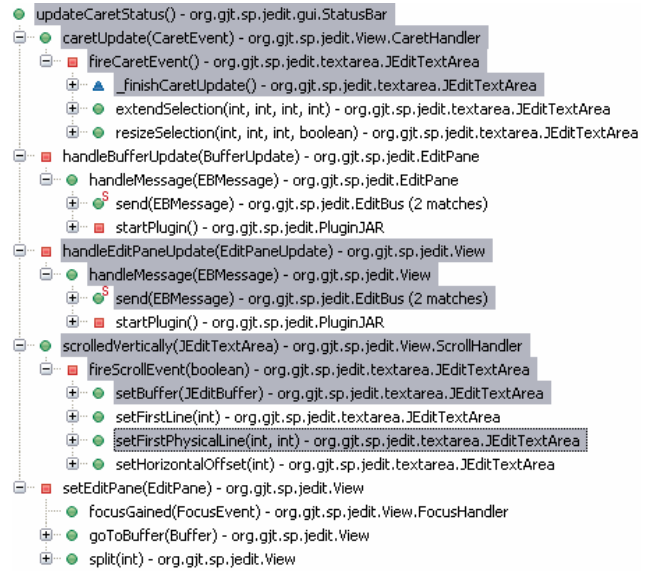 updateCaretStatus() - org.gjt.sp.jedit.gui.StatusBar
caretUpdate(CaretEvent) - org.gjt.sp.jedit.View.CaretHandler
fireCaretEvent() - org.gjt.sp.jedit.textarea.JEditTextArea
_finishCaretUpdate() - org.gjt.sp.jedit.textarea.JEditTextArea
extendSelection(int, int, int, int) - org.gjt.sp.jedit.textarea.JEditTextArea
resizeSelection(int, int, int, boolean) - org.gjt.sp.jedit.textarea.JEditTextArea
handleBufferUpdate(BufferUpdate) - org.gjt.sp.jedit.EditPane
handleMessage(EBMessage) - org.gjt.sp.jedit.EditPane
S send(EBMessage) - org.gjt.sp.jedit.EditBus (2 matches)
startPlugin() - org.gjt.sp.jedit.PluginJAR
handleEditPaneUpdate(EditPaneUpdate) - org.gjt.sp.jedit.View
handleMessage(EBMessage) - org.gjt.sp.jedit.View
S send(EBMessage) - org.gjt.sp.jedit.EditBus (2 matches)
startPlugin() - org.gjt.sp.jedit.PluginJAR
scrolledVertically(JEditTextArea) - org.gjt.sp.jedit.View.ScrollHandler
fireScrollEvent(boolean) - org.gjt.sp.jedit.textarea.JEditTextArea
setBuffer(JEditBuffer) - org.gjt.sp.jedit.textarea.JEditTextArea
setFirstLine(int) - org.gjt.sp.jedit.textarea.JEditTextArea
setFirstPhysicalLine(int, int) - org.gjt.sp.jedit.textarea.JEditTextArea
setHorizontalOffset(int) - org.gjt.sp.jedit.textarea.JEditTextArea
setEditPane(EditPane) - org.gjt.sp.jedit.View
focusGained(FocusEvent) - org.gjt.sp.jedit.View.FocusHandler
goToBuffer(Buffer) - org.gjt.sp.jedit.View
split(int) - org.gjt.sp.jedit.View